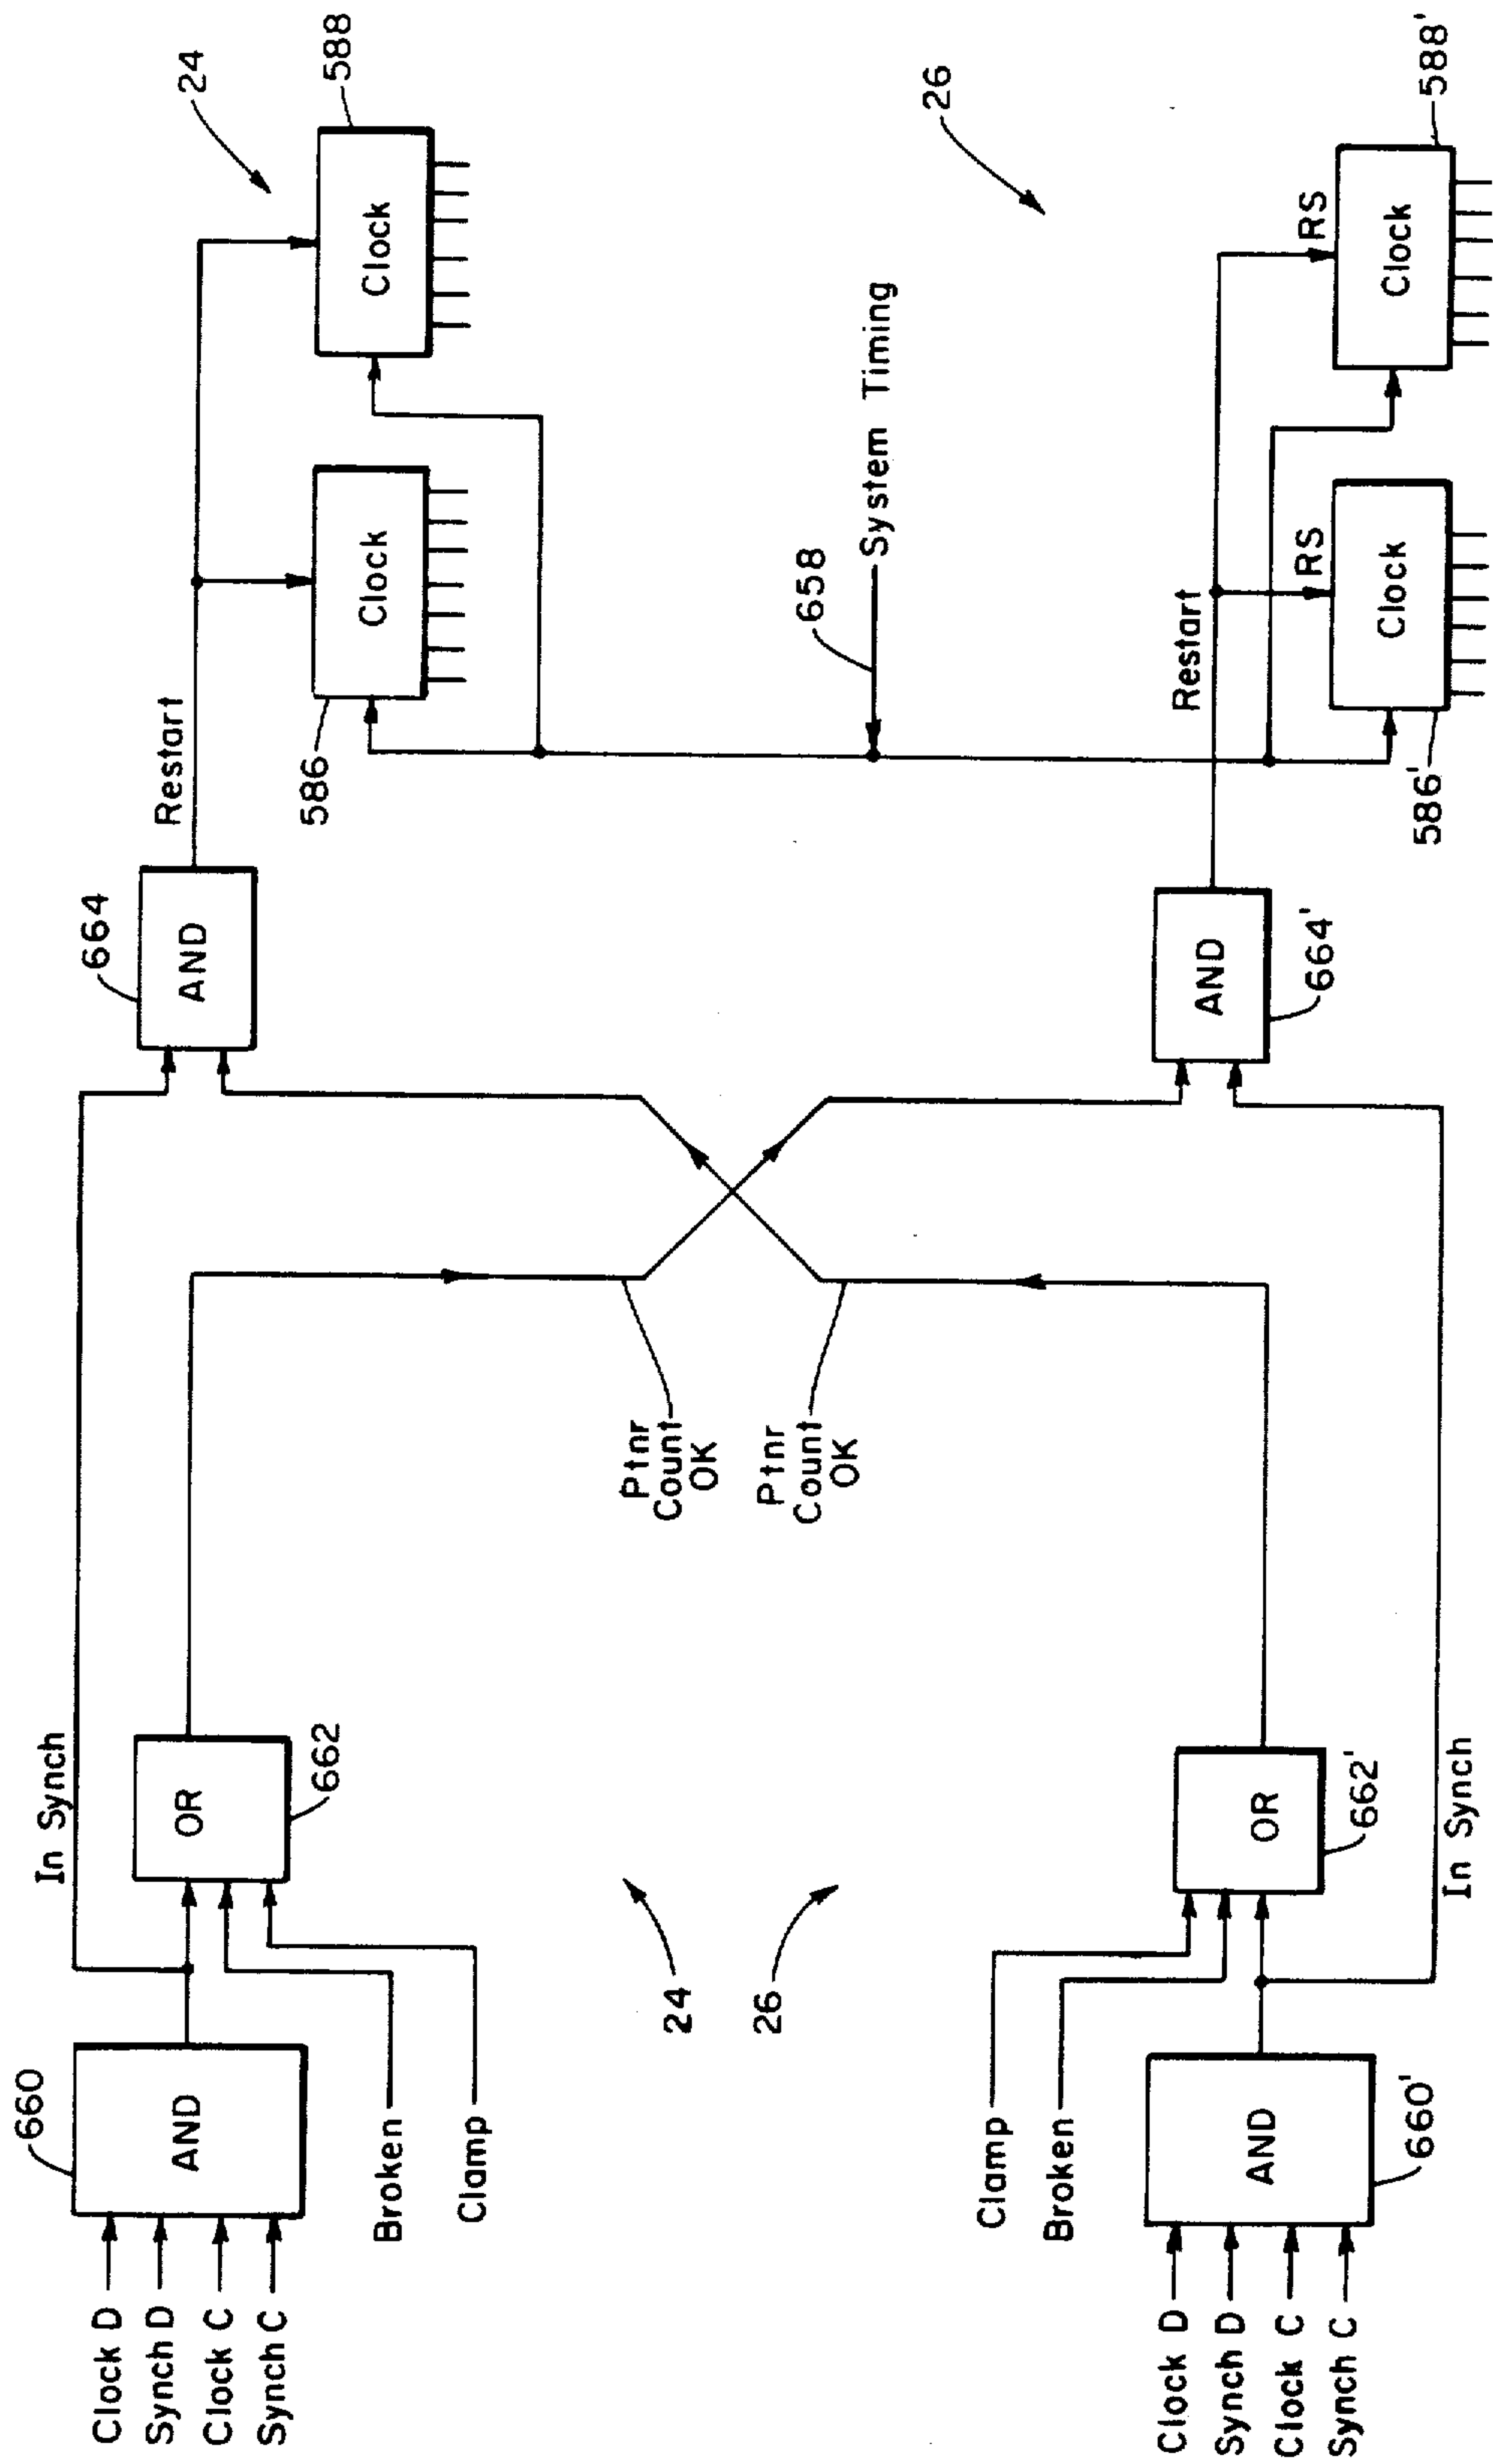 24
588
Clock
664
AND
Restart
586
Clock
In Synch
660
AND
OR
662
Clock D
Synch D
Clock C
Synch C
Broken
Clamp
Ptnr
Count
OK
Ptnr
Count
OK
24
26
658
System Timing
26
Clamp
Broken
Clock D
Synch D
Clock C
Synch C
AND
660'
OR
662'
In Synch
AND
664'
Restart
RS
Clock
586'
RS
Clock
588'